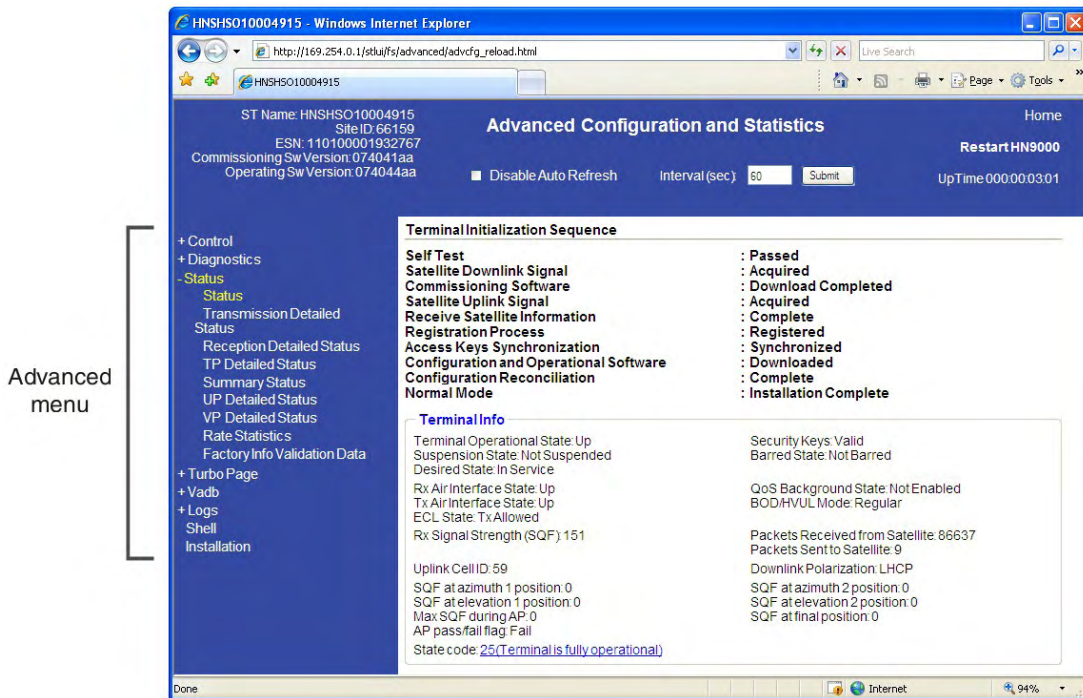 HNSHSO10004915 - Windows Internet Explorer
http://169.254.0.1/stlui/fs/advanced/advcfg_reload.html
Live Search
HNSHSO10004915
Page
Tools
ST Name: HNSHSO10004915
Site ID: 66159
ESN: 110100001932767
Commissioning Sw Version: 074041aa
Operating Sw Version: 074044aa
Advanced Configuration and Statistics
Disable Auto Refresh
Interval (sec):
60
Submit
Home
Restart HN9000
UpTime 000:00:03:01
Advanced
menu
+ Control
+ Diagnostics
- Status
Status
Transmission Detailed
Status
Reception Detailed Status
TP Detailed Status
Summary Status
UP Detailed Status
VP Detailed Status
Rate Statistics
Factory Info Validation Data
+ Turbo Page
+ Vadb
+ Logs
Shell
Installation
Terminal Initialization Sequence
Self Test : Passed
Satellite Downlink Signal : Acquired
Commissioning Software : Download Completed
Satellite Uplink Signal : Acquired
Receive Satellite Information : Complete
Registration Process : Registered
Access Keys Synchronization : Synchronized
Configuration and Operational Software : Downloaded
Configuration Reconciliation : Complete
Normal Mode : Installation Complete
Terminal Info
Terminal Operational State: Up
Security Keys: Valid
Suspension State: Not Suspended
Barred State: Not Barred
Desired State: In Service
Rx Air Interface State: Up
QoS Background State: Not Enabled
Tx Air Interface State: Up
BOD/HVUL Mode: Regular
ECL State: Tx Allowed
Rx Signal Strength (SQF): 151
Packets Received from Satellite: 86637
Packets Sent to Satellite: 9
Uplink Cell ID: 59
Downlink Polarization: LHCP
SQF at azimuth 1 position: 0
SQF at azimuth 2 position: 0
SQF at elevation 1 position: 0
SQF at elevation 2 position: 0
Max SQF during AP: 0
SQF at final position: 0
AP pass/fail flag: Fail
State code: 25(Terminal is fully operational)
Done
Internet
94%